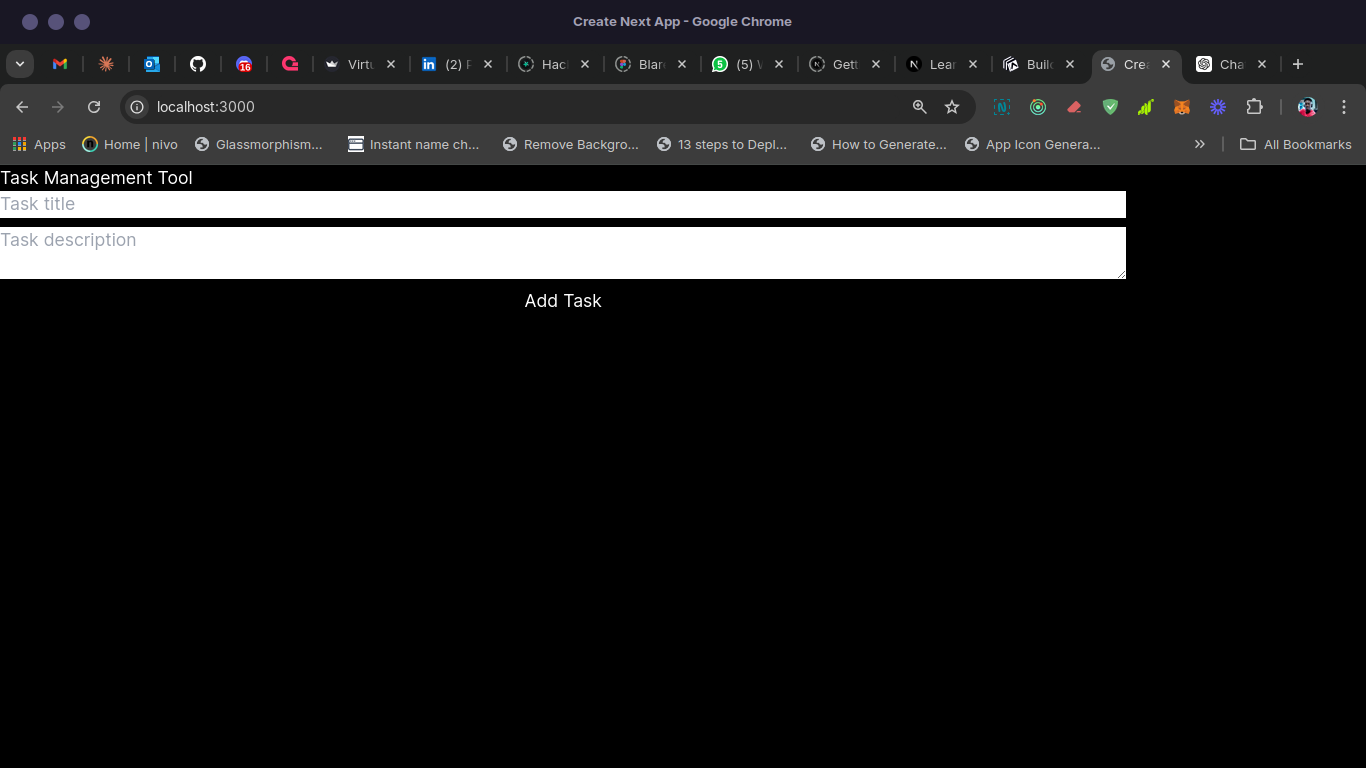 Create Next App - Google Chrome
16 Virtu (2) F Hac Blan 5 (5) W Gett Lear Build Crea Cha
localhost:3000
Apps Home | nivo Glassmorphism... Instant name ch... Remove Backgro... 13 steps to Depl... How to Generate... App Icon Genera... All Bookmarks
Task Management Tool
Task title
Task description
Add Task